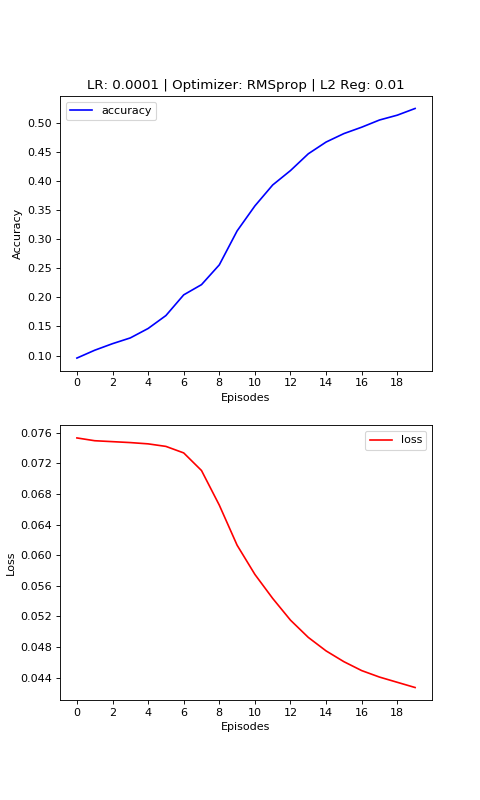 LR: 0.0001 | Optimizer: RMSprop | L2 Reg: 0.01
accuracy
0.50
0.45
0.40
0.35
0.30
0.25
0.20
0.15
0.10
Accuracy
0 2 4 6 8 10 12 14 16 18
Episodes
loss
0.076
0.072
0.068
0.064
0.060
0.056
0.052
0.048
0.044
Loss
0 2 4 6 8 10 12 14 16 18
Episodes